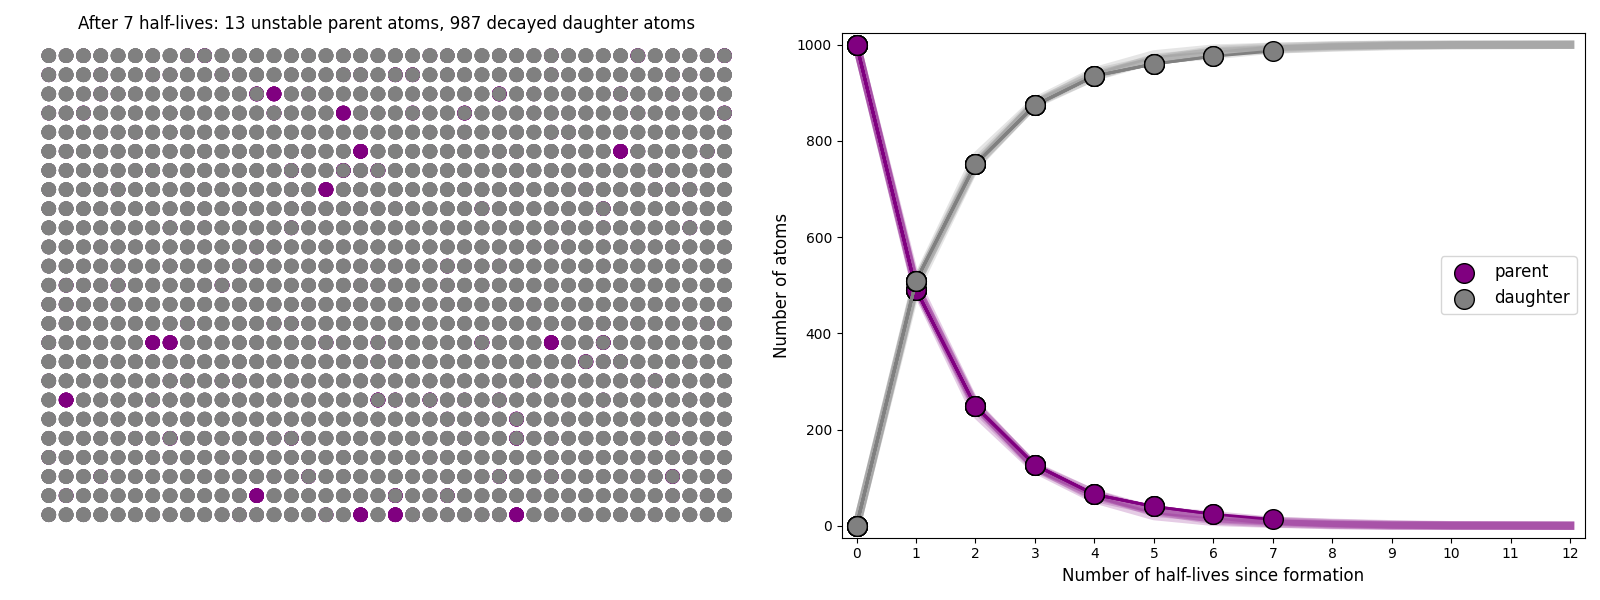 After 7 half-lives: 13 unstable parent atoms, 987 decayed daughter atoms
1000
800
600
400
200
0
Number of atoms
parent
daughter
0 1 2 3 4 5 6 7 8 9 10 11 12
Number of half-lives since formation